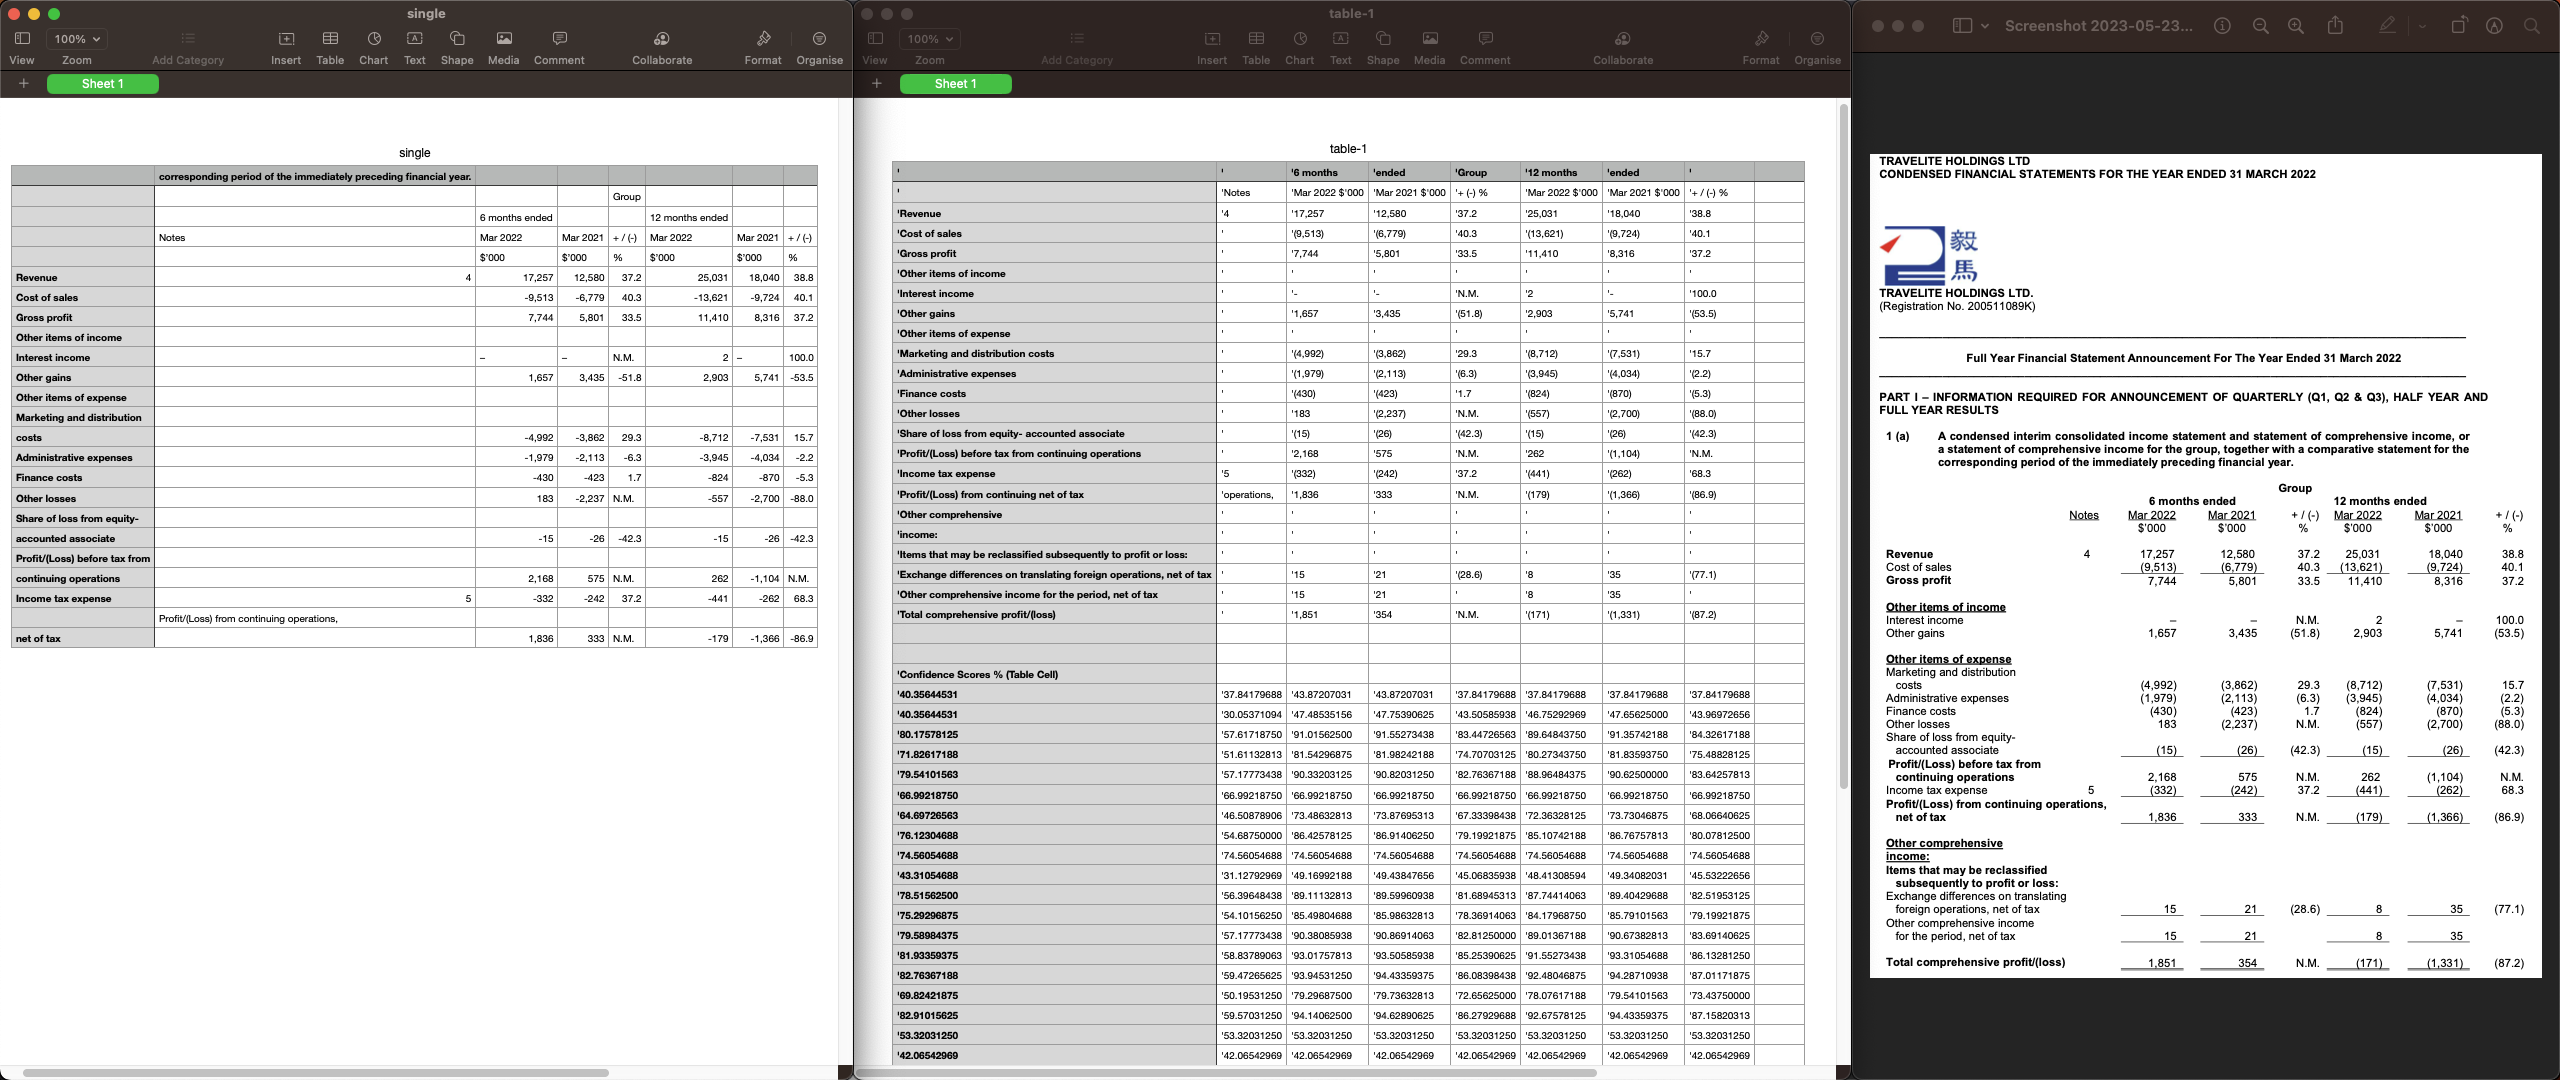 single
100%
View Zoom Add Category Insert Table Chart Text Shape Media Comment Collaborate Format Organise
+ Sheet 1
single
corresponding period of the immediately preceding financial year.
Group
6 months ended 12 months ended
Notes Mar 2022 Mar 2021 + / (-) Mar 2022 Mar 2021 + / (-)
$'000 $'000 % $'000 $'000 %
Revenue 4 17,257 12,580 37.2 25,031 18,040 38.8
Cost of sales -9,513 -6,779 40.3 -13,621 -9,724 40.1
Gross profit 7,744 5,801 33.5 11,410 8,316 37.2
Other items of income
Interest income – – N.M. 2 – 100.0
Other gains 1,657 3,435 -51.8 2,903 5,741 -53.5
Other items of expense
Marketing and distribution
costs -4,992 -3,862 29.3 -8,712 -7,531 15.7
Administrative expenses -1,979 -2,113 -6.3 -3,945 -4,034 -2.2
Finance costs -430 -423 1.7 -824 -870 -5.3
Other losses 183 -2,237 N.M. -557 -2,700 -88.0
Share of loss from equity-
accounted associate -15 -26 -42.3 -15 -26 -42.3
Profit/(Loss) before tax from
continuing operations 2,168 575 N.M. 262 -1,104 N.M.
Income tax expense 5 -332 -242 37.2 -441 -262 68.3
Profit/(Loss) from continuing operations,
net of tax 1,836 333 N.M. -179 -1,366 -86.9
table-1
100%
View Zoom Add Category Insert Table Chart Text Shape Media Comment Collaborate Format Organise
+ Sheet 1
table-1
' ' '6 months 'ended 'Group '12 months 'ended '
' 'Notes 'Mar 2022 $'000 'Mar 2021 $'000 '+ (-) % 'Mar 2022 $'000 'Mar 2021 $'000 '+ / (-) %
'Revenue '4 '17,257 '12,580 '37.2 '25,031 '18,040 '38.8
'Cost of sales ' '(9,513) '(6,779) '40.3 '(13,621) '(9,724) '40.1
'Gross profit ' '7,744 '5,801 '33.5 '11,410 '8,316 '37.2
'Other items of income ' ' ' ' ' ' '
'Interest income ' '- '- 'N.M. '2 '- '100.0
'Other gains ' '1,657 '3,435 '(51.8) '2,903 '5,741 '(53.5)
'Other items of expense ' ' ' ' ' ' '
'Marketing and distribution costs ' '(4,992) '(3,862) '29.3 '(8,712) '(7,531) '15.7
'Administrative expenses ' '(1,979) '(2,113) '(6.3) '(3,945) '(4,034) '(2.2)
'Finance costs ' '(430) '(423) '1.7 '(824) '(870) '(5.3)
'Other losses ' '183 '(2,237) 'N.M. '(557) '(2,700) '(88.0)
'Share of loss from equity- accounted associate ' '(15) '(26) '(42.3) '(15) '(26) '(42.3)
'Profit/(Loss) before tax from continuing operations ' '2,168 '575 'N.M. '262 '(1,104) 'N.M.
'Income tax expense '5 '(332) '(242) '37.2 '(441) '(262) '68.3
'Profit/(Loss) from continuing net of tax 'operations, '1,836 '333 'N.M. '(179) '(1,366) '(86.9)
'Other comprehensive ' ' ' ' ' ' '
'income: ' ' ' ' ' ' '
'Items that may be reclassified subsequently to profit or loss: ' ' ' ' ' ' '
'Exchange differences on translating foreign operations, net of tax ' '15 '21 '(28.6) '8 '35 '(77.1)
'Other comprehensive income for the period, net of tax ' '15 '21 ' '8 '35 '
'Total comprehensive profit/(loss) ' '1,851 '354 'N.M. '(171) '(1,331) '(87.2)
'Confidence Scores % (Table Cell)
'40.35644531 '37.84179688 '43.87207031 '43.87207031 '37.84179688 '37.84179688 '37.84179688 '37.84179688
'40.35644531 '30.05371094 '47.48535156 '47.75390625 '43.50585938 '46.75292969 '47.65625000 '43.96972656
'80.17578125 '57.61718750 '91.01562500 '91.55273438 '83.44726563 '89.64843750 '91.35742188 '84.32617188
'71.82617188 '51.61132813 '81.54296875 '81.98242188 '74.70703125 '80.27343750 '81.83593750 '75.48828125
'79.54101563 '57.17773438 '90.33203125 '90.82031250 '82.76367188 '88.96484375 '90.62500000 '83.64257813
'66.99218750 '66.99218750 '66.99218750 '66.99218750 '66.99218750 '66.99218750 '66.99218750 '66.99218750
'64.69726563 '46.50878906 '73.48632813 '73.87695313 '67.33398438 '72.36328125 '73.73046875 '68.06640625
'76.12304688 '54.68750000 '86.42578125 '86.91406250 '79.19921875 '85.10742188 '86.76757813 '80.07812500
'74.56054688 '74.56054688 '74.56054688 '74.56054688 '74.56054688 '74.56054688 '74.56054688 '74.56054688
'43.31054688 '31.12792969 '49.16992188 '49.43847656 '45.06835938 '48.41308594 '49.34082031 '45.53222656
'78.51562500 '56.39648438 '89.11132813 '89.59960938 '81.68945313 '87.74414063 '89.40429688 '82.51953125
'75.29296875 '54.10156250 '85.49804688 '85.98632813 '78.36914063 '84.17968750 '85.79101563 '79.19921875
'79.58984375 '57.17773438 '90.38085938 '90.86914063 '82.81250000 '89.01367188 '90.67382813 '83.69140625
'81.93359375 '58.83789063 '93.01757813 '93.50585938 '85.25390625 '91.55273438 '93.31054688 '86.13281250
'82.76367188 '59.47265625 '93.94531250 '94.43359375 '86.08398438 '92.48046875 '94.28710938 '87.01171875
'69.82421875 '50.19531250 '79.29687500 '79.73632813 '72.65625000 '78.07617188 '79.54101563 '73.43750000
'82.91015625 '59.57031250 '94.14062500 '94.62890625 '86.27929688 '92.67578125 '94.43359375 '87.15820313
'53.32031250 '53.32031250 '53.32031250 '53.32031250 '53.32031250 '53.32031250 '53.32031250 '53.32031250
'42.06542969 '42.06542969 '42.06542969 '42.06542969 '42.06542969 '42.06542969 '42.06542969 '42.06542969
Screenshot 2023-05-23...
TRAVELITE HOLDINGS LTD
CONDENSED FINANCIAL STATEMENTS FOR THE YEAR ENDED 31 MARCH 2022
毅
馬
TRAVELITE HOLDINGS LTD.
(Registration No. 200511089K)
Full Year Financial Statement Announcement For The Year Ended 31 March 2022
PART I – INFORMATION REQUIRED FOR ANNOUNCEMENT OF QUARTERLY (Q1, Q2 & Q3), HALF YEAR AND
FULL YEAR RESULTS
1 (a) A condensed interim consolidated income statement and statement of comprehensive income, or
a statement of comprehensive income for the group, together with a comparative statement for the
corresponding period of the immediately preceding financial year.
Group
6 months ended 12 months ended
Notes Mar 2022 Mar 2021 + / (-) Mar 2022 Mar 2021 + / (-)
$'000 $'000 % $'000 $'000 %
Revenue 4 17,257 12,580 37.2 25,031 18,040 38.8
Cost of sales (9,513) (6,779) 40.3 (13,621) (9,724) 40.1
Gross profit 7,744 5,801 33.5 11,410 8,316 37.2
Other items of income
Interest income – – N.M. 2 – 100.0
Other gains 1,657 3,435 (51.8) 2,903 5,741 (53.5)
Other items of expense
Marketing and distribution
costs (4,992) (3,862) 29.3 (8,712) (7,531) 15.7
Administrative expenses (1,979) (2,113) (6.3) (3,945) (4,034) (2.2)
Finance costs (430) (423) 1.7 (824) (870) (5.3)
Other losses 183 (2,237) N.M. (557) (2,700) (88.0)
Share of loss from equity-
accounted associate (15) (26) (42.3) (15) (26) (42.3)
Profit/(Loss) before tax from
continuing operations 2,168 575 N.M. 262 (1,104) N.M.
Income tax expense 5 (332) (242) 37.2 (441) (262) 68.3
Profit/(Loss) from continuing operations,
net of tax 1,836 333 N.M. (179) (1,366) (86.9)
Other comprehensive
income:
Items that may be reclassified
subsequently to profit or loss:
Exchange differences on translating
foreign operations, net of tax 15 21 (28.6) 8 35 (77.1)
Other comprehensive income
for the period, net of tax 15 21 8 35
Total comprehensive profit/(loss) 1,851 354 N.M. (171) (1,331) (87.2)